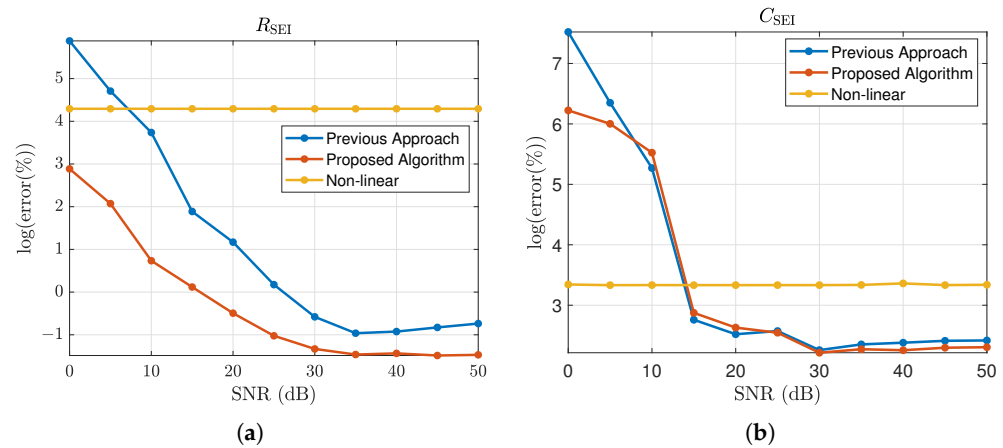 R_SEI
log(error(%))
5
4
3
2
1
0
−1
Previous Approach
Proposed Algorithm
Non-linear
0 10 20 30 40 50
SNR (dB)
(a)
C_SEI
log(error(%))
7
6
5
4
3
Previous Approach
Proposed Algorithm
Non-linear
0 10 20 30 40 50
SNR (dB)
(b)